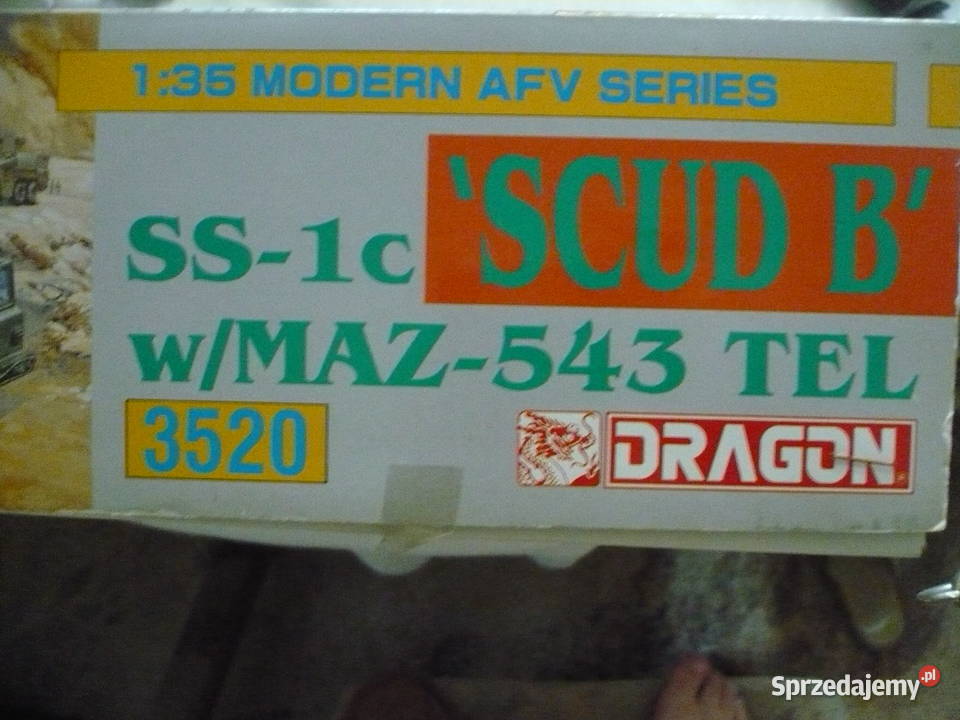 1:35 MODERN AFV SERIES
SS-1c 'SCUD B'
w/MAZ-543 TEL
3520
DRAGON
Sprzedajemy.pl